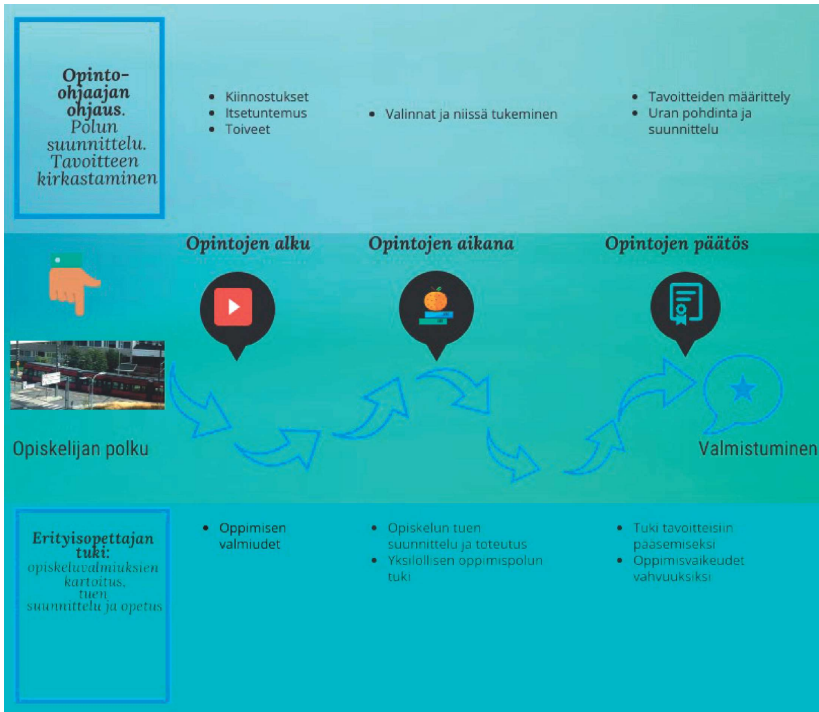 Opinto-
ohjaajan
ohjaus.
Polun
suunnittelu.
Tavoitteen
kirkastaminen
• Kiinnostukset
• Itsetuntemus
• Toiveet
• Valinnat ja niissä tukeminen
• Tavoitteiden määrittely
• Uran pohdinta ja
suunnittelu
Opintojen alku
Opintojen aikana
Opintojen päätös
Opiskelijan polku
Valmistuminen
Erityisopettajan
tuki:
opiskeluvalmiuksien
kartoitus,
tuen
suunnittelu ja opetus
• Oppimisen
valmiudet
• Opiskelun tuen
suunnittelu ja toteutus
• Yksilöllisen oppimispolun
tuki
• Tuki tavoitteisiin
pääsemiseksi
• Oppimisvaikeudet
vahvuuksiksi